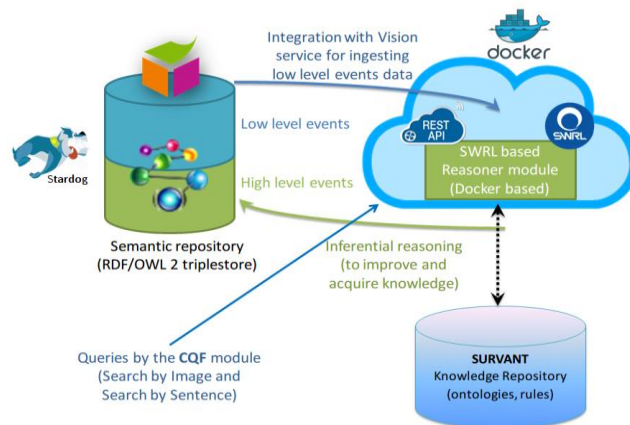 Integration with Vision
service for ingesting
low level events data
docker
Low level events
REST
API
SWRL
SWRL based
Reasoner module
(Docker based)
Stardog
High level events
Semantic repository
(RDF/OWL 2 triplestore)
Inferential reasoning
(to improve and
acquire knowledge)
Queries by the CQF module
(Search by Image and
Search by Sentence)
SURVANT
Knowledge Repository
(ontologies, rules)